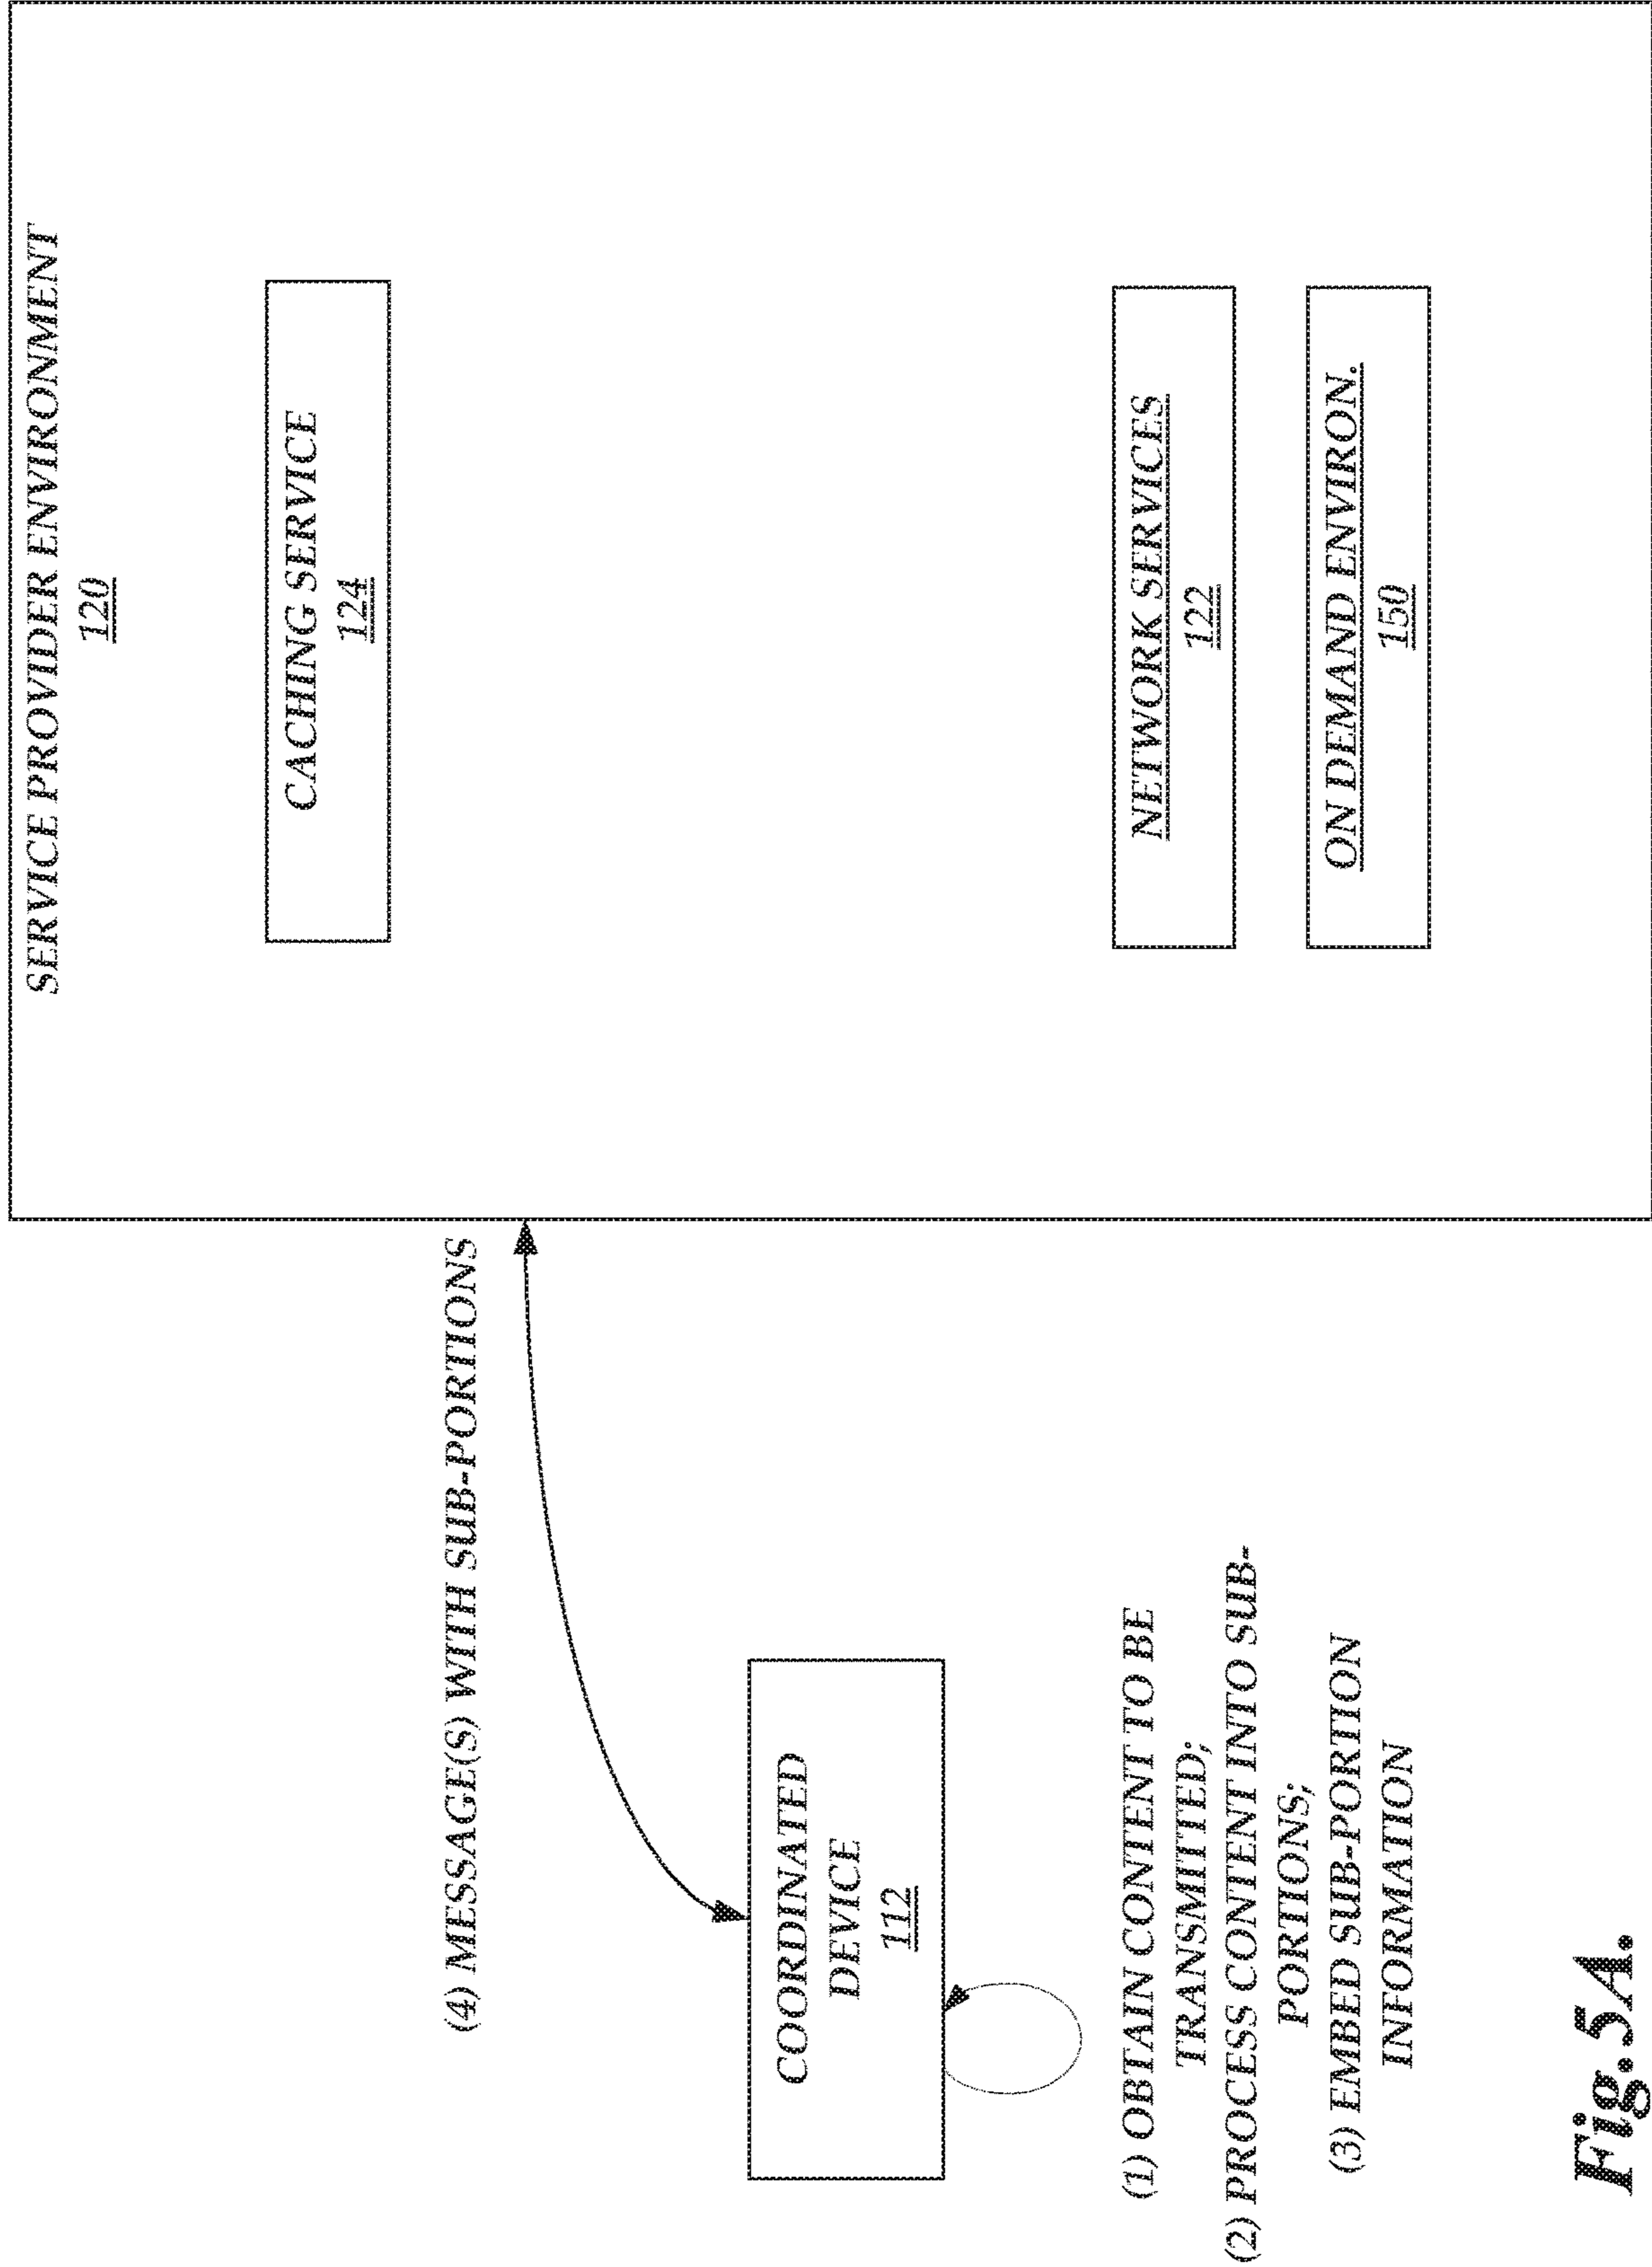 SERVICE PROVIDER ENVIRONMENT
120
CACHING SERVICE
124
(4) MESSAGE(S) WITH SUB-PORTIONS
COORDINATED
DEVICE
112
(1) OBTAIN CONTENT TO BE
TRANSMITTED;
(2) PROCESS CONTENT INTO SUB-
PORTIONS;
(3) EMBED SUB-PORTION
INFORMATION
NETWORK SERVICES
122
ON DEMAND ENVIRON.
150
Fig.5A.